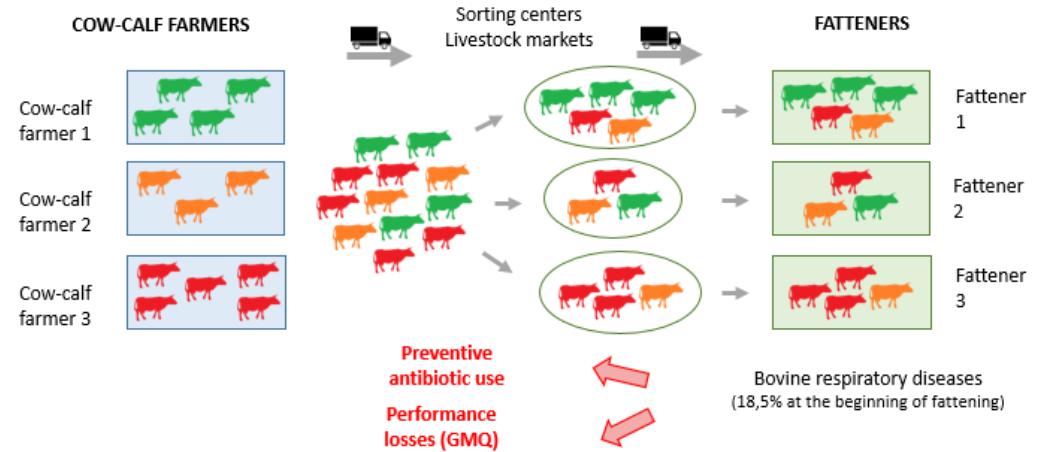 COW-CALF FARMERS
Sorting centers
Livestock markets
FATTENERS
Cow-calf
farmer 1
Fattener
1
Cow-calf
farmer 2
Fattener
2
Cow-calf
farmer 3
Fattener
3
Preventive
antibiotic use
Performance
losses (GMQ)
Bovine respiratory diseases
(18,5% at the beginning of fattening)